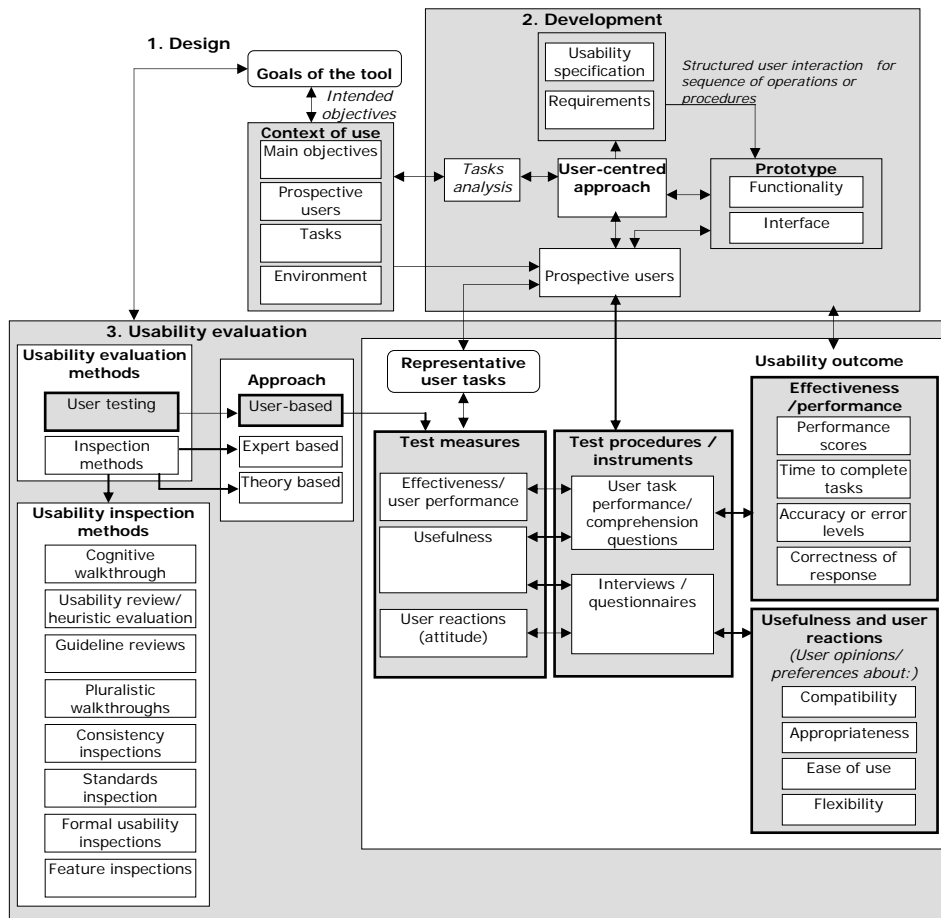 1. Design
Goals of the tool
Intended
objectives
Context of use
Main objectives
Prospective
users
Tasks
Environment
2. Development
Usability
specification
Requirements
Structured user interaction for
sequence of operations or
procedures
Tasks
analysis
User-centred
approach
Prototype
Functionality
Interface
Prospective users
3. Usability evaluation
Usability evaluation
methods
User testing
Inspection
methods
Approach
User-based
Expert based
Theory based
Usability inspection
methods
Cognitive
walkthrough
Usability review/
heuristic evaluation
Guideline reviews
Pluralistic
walkthroughs
Consistency
inspections
Standards
inspection
Formal usability
inspections
Feature inspections
Representative
user tasks
Test measures
Effectiveness/
user performance
Usefulness
User reactions
(attitude)
Test procedures /
instruments
User task
performance/
comprehension
questions
Interviews /
questionnaires
Usability outcome
Effectiveness
/performance
Performance
scores
Time to complete
tasks
Accuracy or error
levels
Correctness of
response
Usefulness and user
reactions
(User opinions/
preferences about:)
Compatibility
Appropriateness
Ease of use
Flexibility